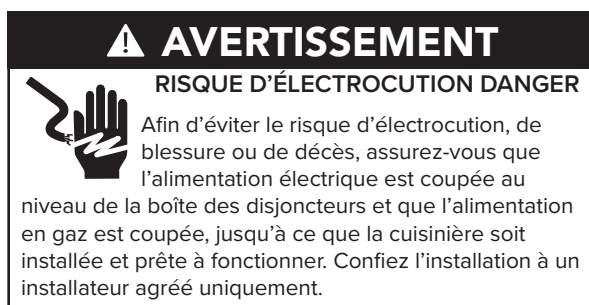 AVERTISSEMENT
RISQUE D’ÉLECTROCUTION DANGER
Afin d’éviter le risque d’électrocution, de
blessure ou de décès, assurez-vous que
l’alimentation électrique est coupée au
niveau de la boîte des disjoncteurs et que l’alimentation
en gaz est coupée, jusqu’à ce que la cuisinière soit
installée et prête à fonctionner. Confiez l’installation à un
installateur agréé uniquement.